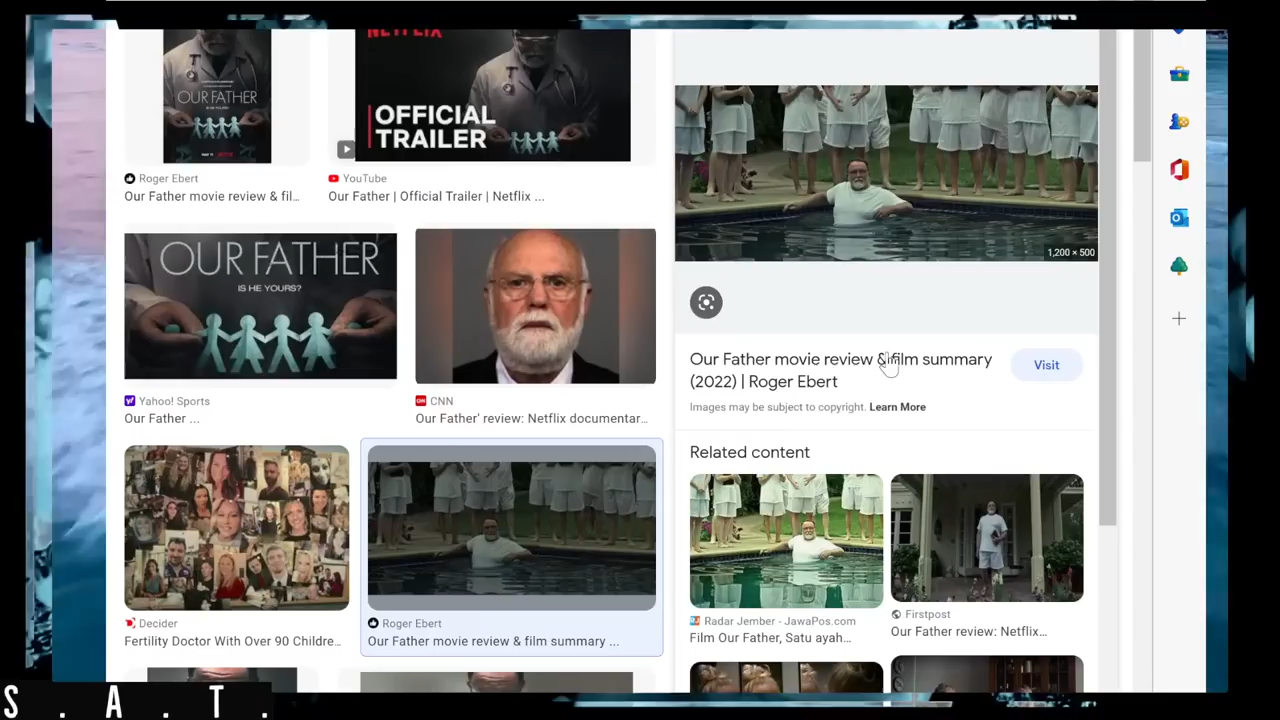 OUR FATHER
NETFLIX
OFFICIAL
TRAILER
Roger Ebert
Our Father movie review & fil...
YouTube
Our Father | Official Trailer | Netflix ...
OUR FATHER
IS HE YOURS?
Yahoo! Sports
Our Father ...
CNN
Our Father' review: Netflix documentar...
Decider
Fertility Doctor With Over 90 Childre...
Roger Ebert
Our Father movie review & film summary ...
1,200 × 500
Our Father movie review & film summary
(2022) | Roger Ebert
Visit
Images may be subject to copyright. Learn More
Related content
Radar Jember - JawaPos.com
Film Our Father, Satu ayah...
Firstpost
Our Father review: Netflix...
S . A . T .